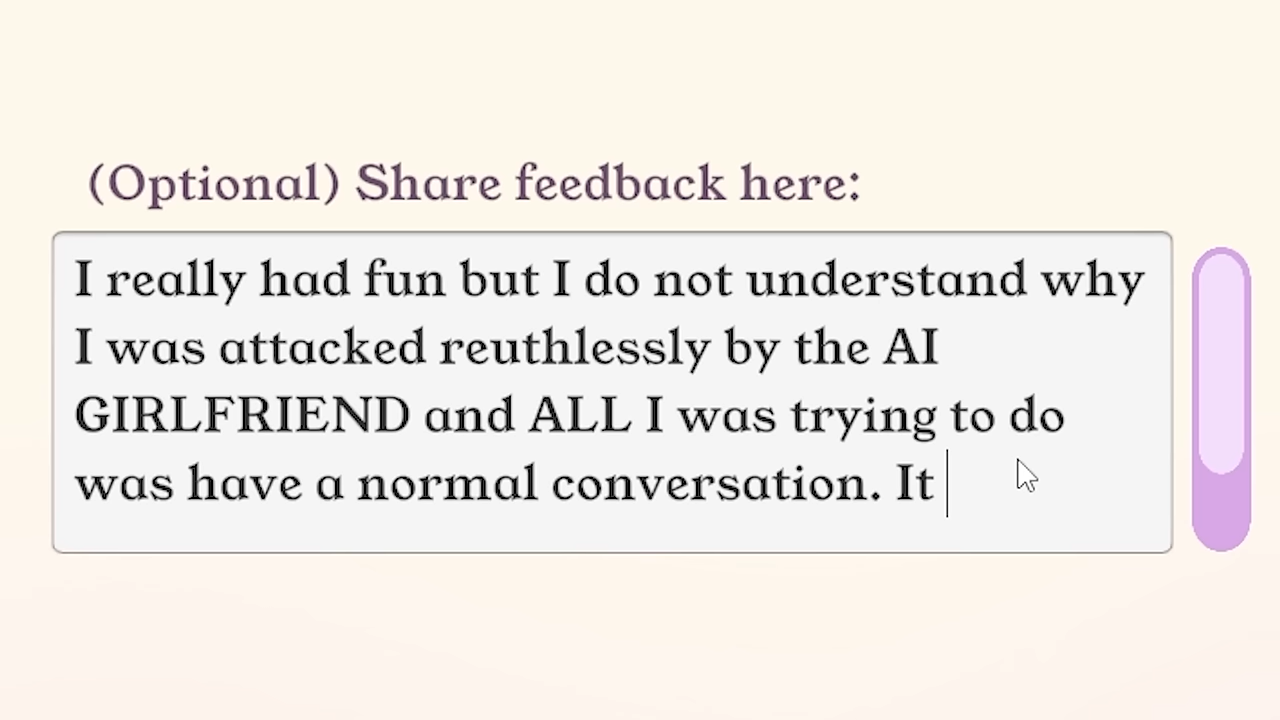 (Optional) Share feedback here:
I really had fun but I do not understand why
I was attacked reuthlessly by the AI
GIRLFRIEND and ALL I was trying to do
was have a normal conversation. It